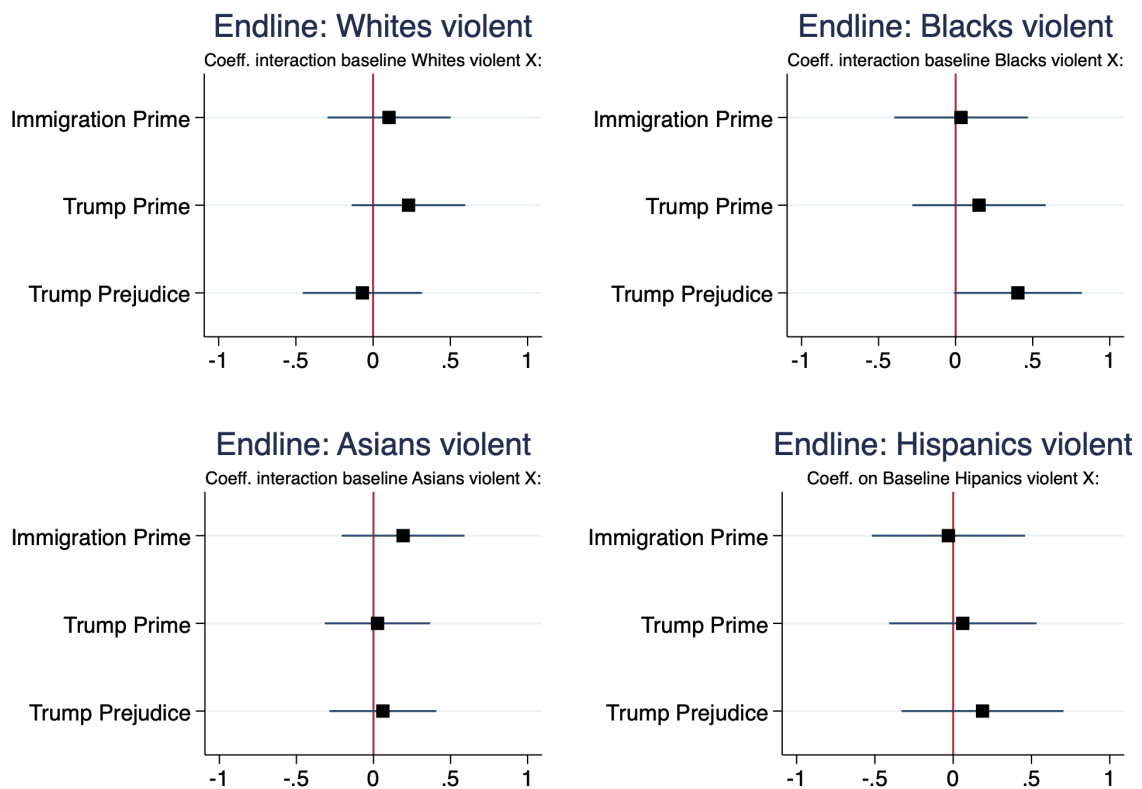 Endline: Whites violent
Coeff. interaction baseline Whites violent X:
Immigration Prime
Trump Prime
Trump Prejudice
-1 -.5 0 .5 1
Endline: Blacks violent
Coeff. interaction baseline Blacks violent X:
Immigration Prime
Trump Prime
Trump Prejudice
-1 -.5 0 .5 1
Endline: Asians violent
Coeff. interaction baseline Asians violent X:
Immigration Prime
Trump Prime
Trump Prejudice
-1 -.5 0 .5 1
Endline: Hispanics violent
Coeff. on Baseline Hipanics violent X:
Immigration Prime
Trump Prime
Trump Prejudice
-1 -.5 0 .5 1